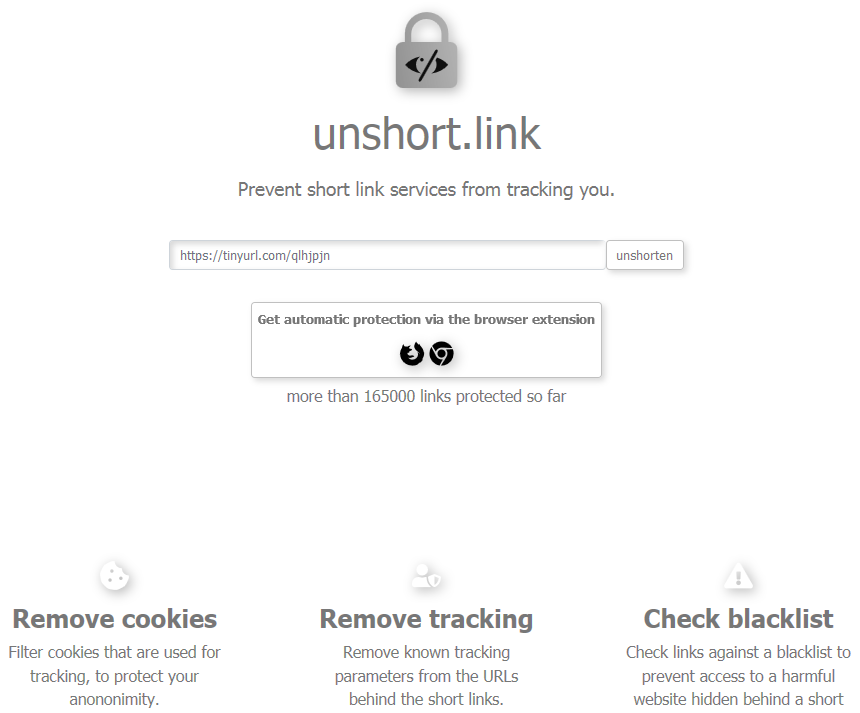 unshort.link
Prevent short link services from tracking you.
https://tinyurl.com/qlhjpjn
unshorten
Get automatic protection via the browser extension
more than 165000 links protected so far
Remove cookies
Filter cookies that are used for
tracking, to protect your
anononimity.
Remove tracking
Remove known tracking
parameters from the URLs
behind the short links.
Check blacklist
Check links against a blacklist to
prevent access to a harmful
website hidden behind a short